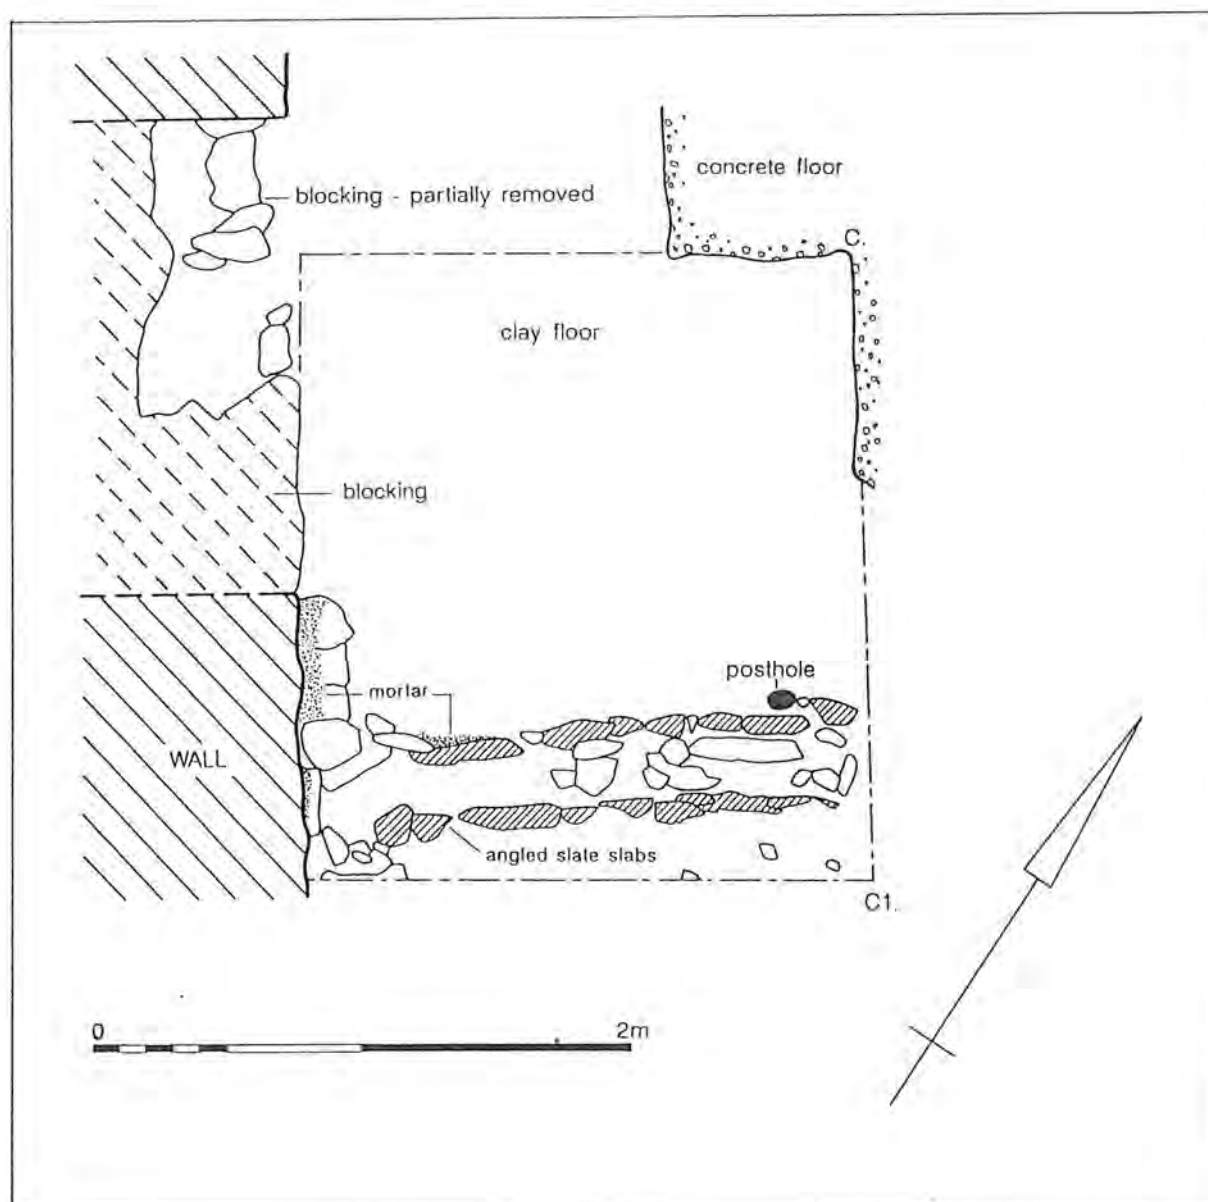 concrete floor
blocking - partially removed
C.
clay floor
blocking
posthole
mortar
WALL
angled slate slabs
C1.
0
2m